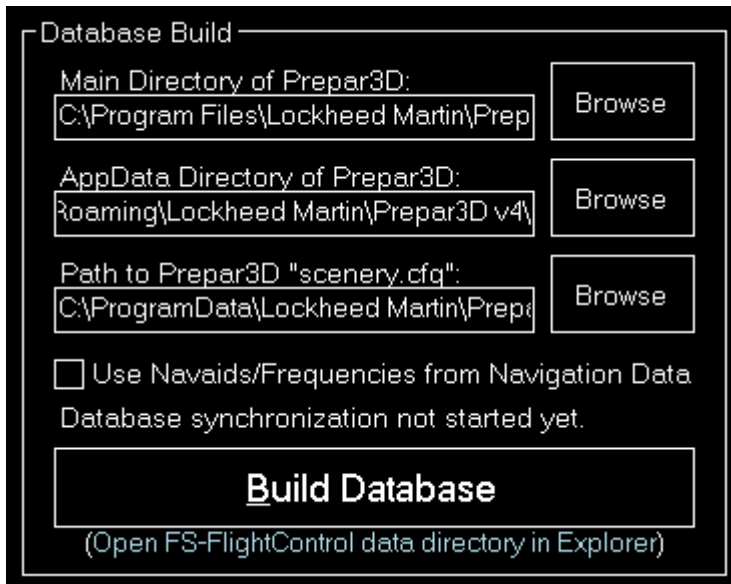 Database Build
Main Directory of Prepar3D:
C:\Program Files\Lockheed Martin\Prep
Browse
AppData Directory of Prepar3D:
Roaming\Lockheed Martin\Prepar3D v4\
Browse
Path to Prepar3D "scenery.cfg":
C:\ProgramData\Lockheed Martin\Prepa
Browse
Use Navaids/Frequencies from Navigation Data
Database synchronization not started yet.
Build Database
(Open FS-FlightControl data directory in Explorer)